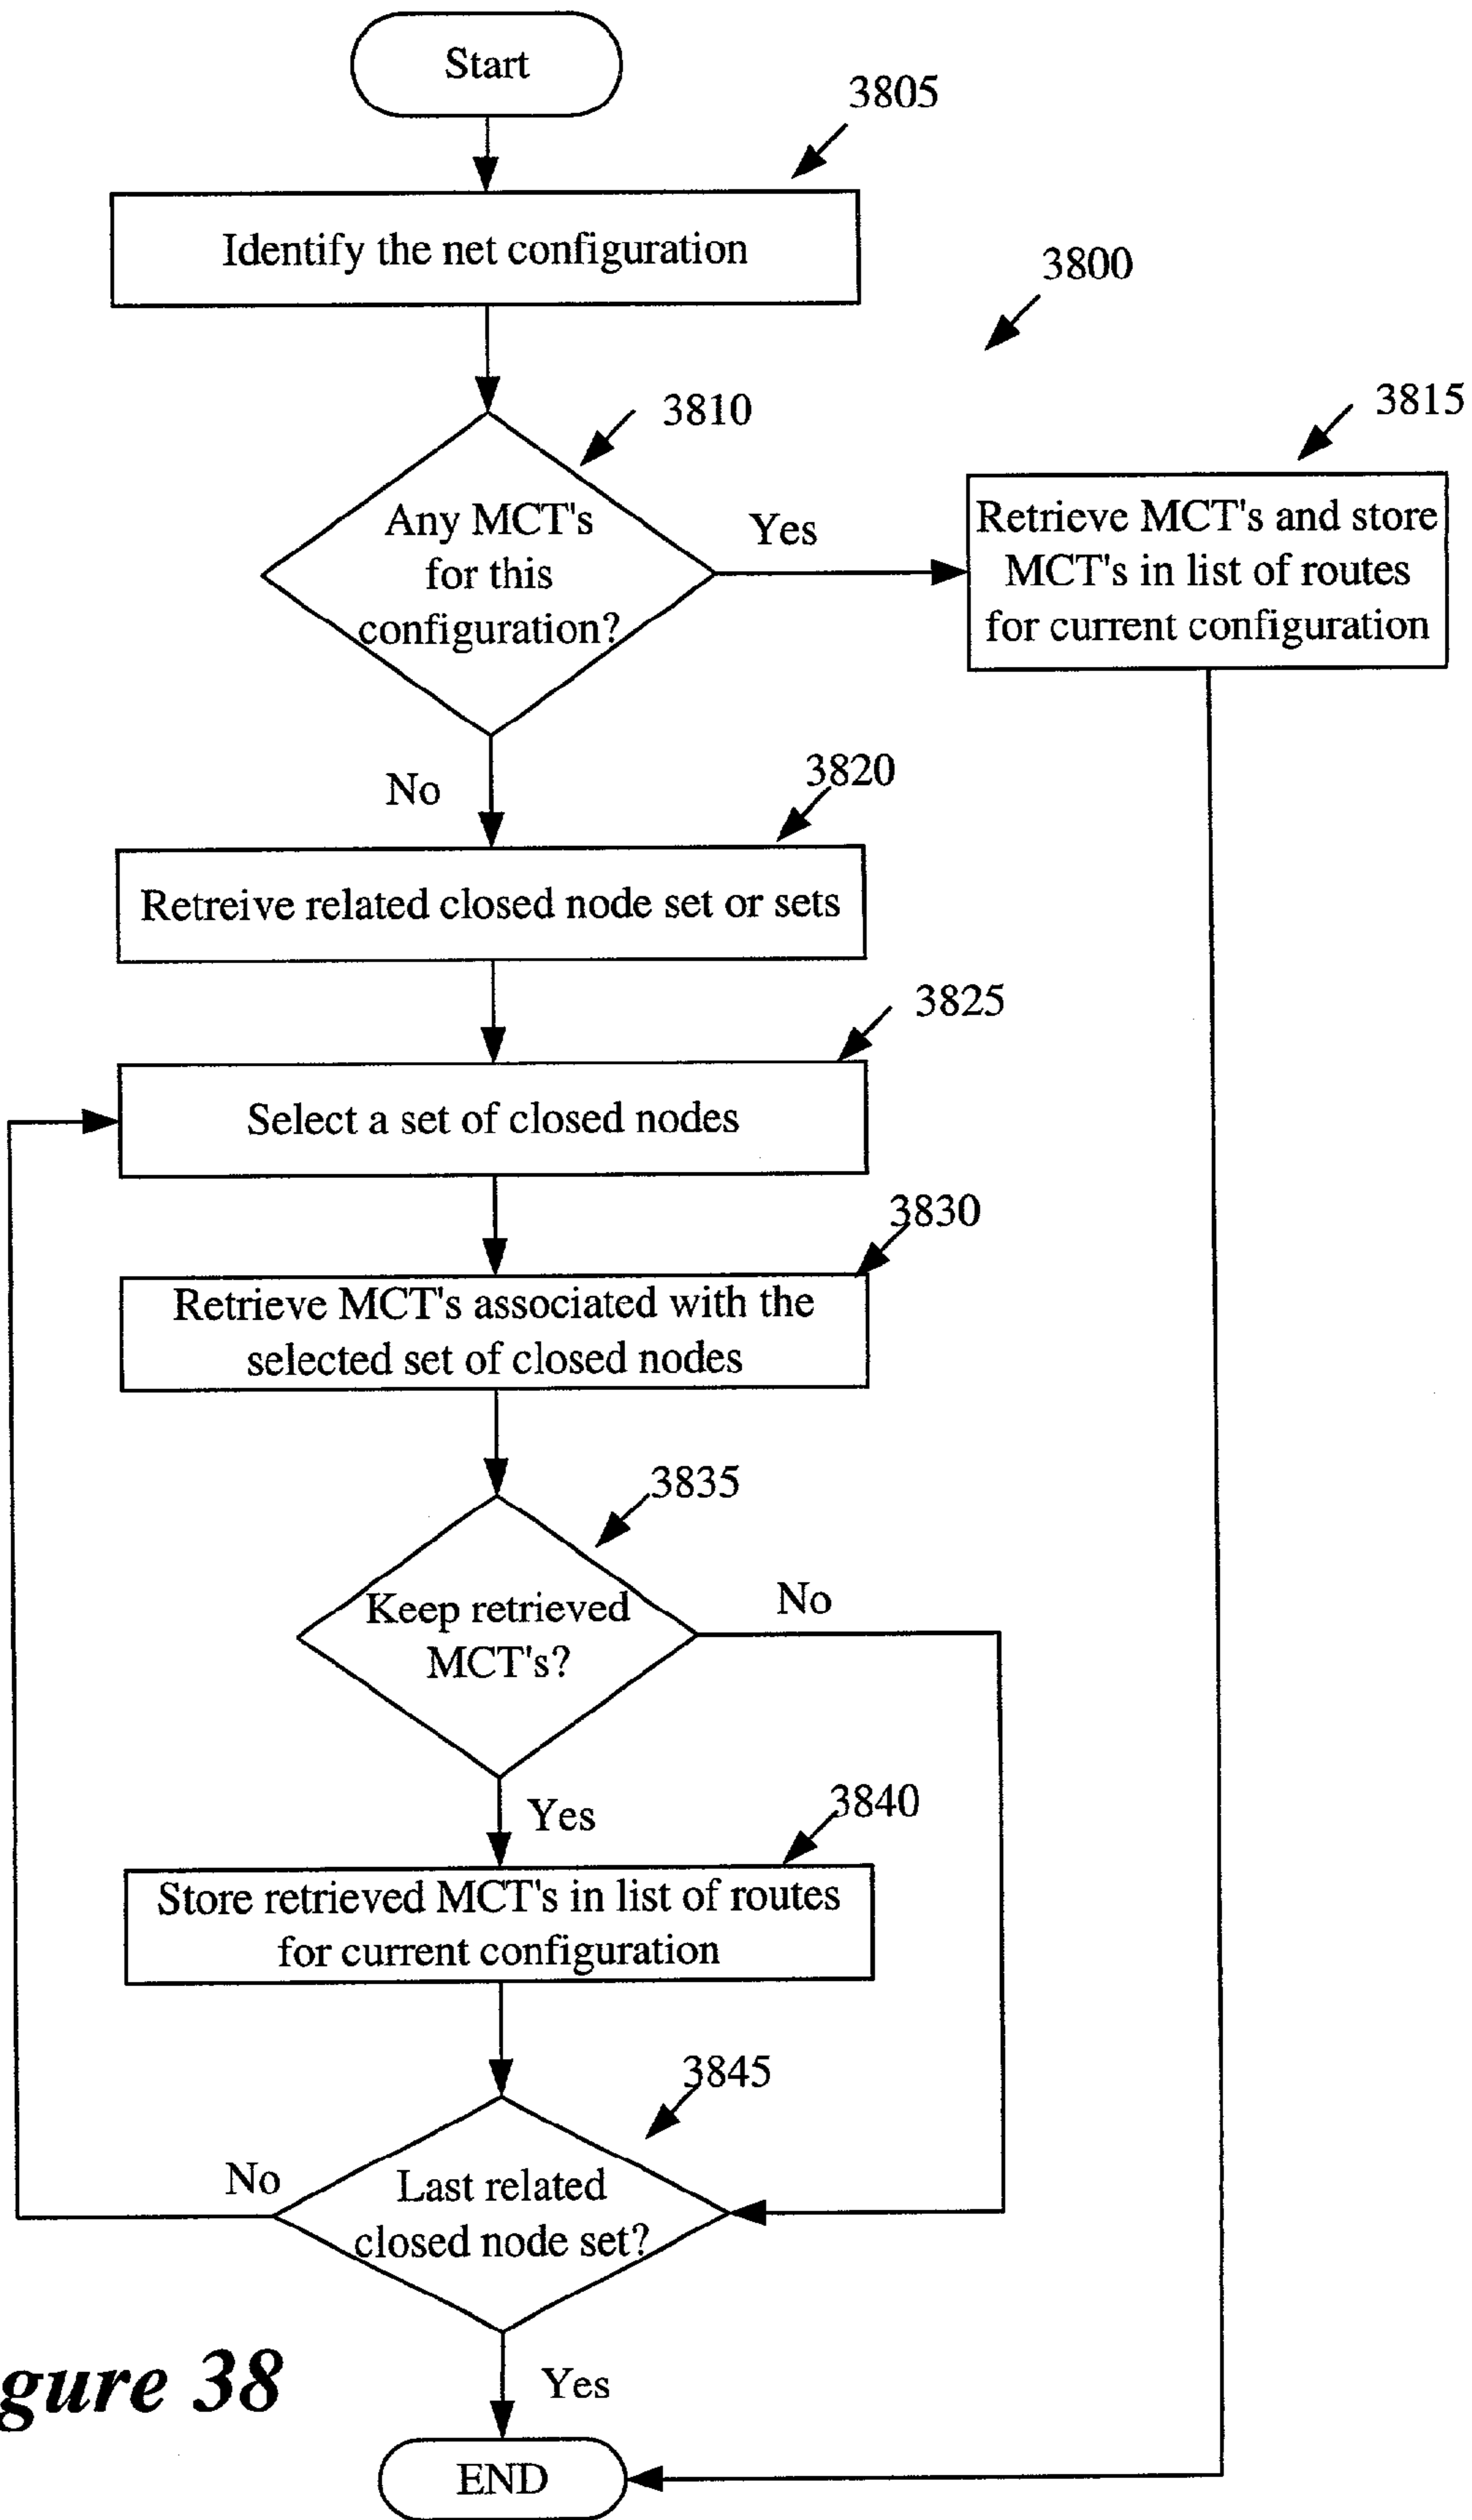 Start
3805
Identify the net configuration
3800
3810
3815
Any MCT's
for this
configuration?
Yes
Retrieve MCT's and store
MCT's in list of routes
for current configuration
No
3820
Retreive related closed node set or sets
3825
Select a set of closed nodes
3830
Retrieve MCT's associated with the
selected set of closed nodes
3835
Keep retrieved
MCT's?
No
Yes
3840
Store retrieved MCT's in list of routes
for current configuration
3845
No
Last related
closed node set?
gure 38
Yes
END